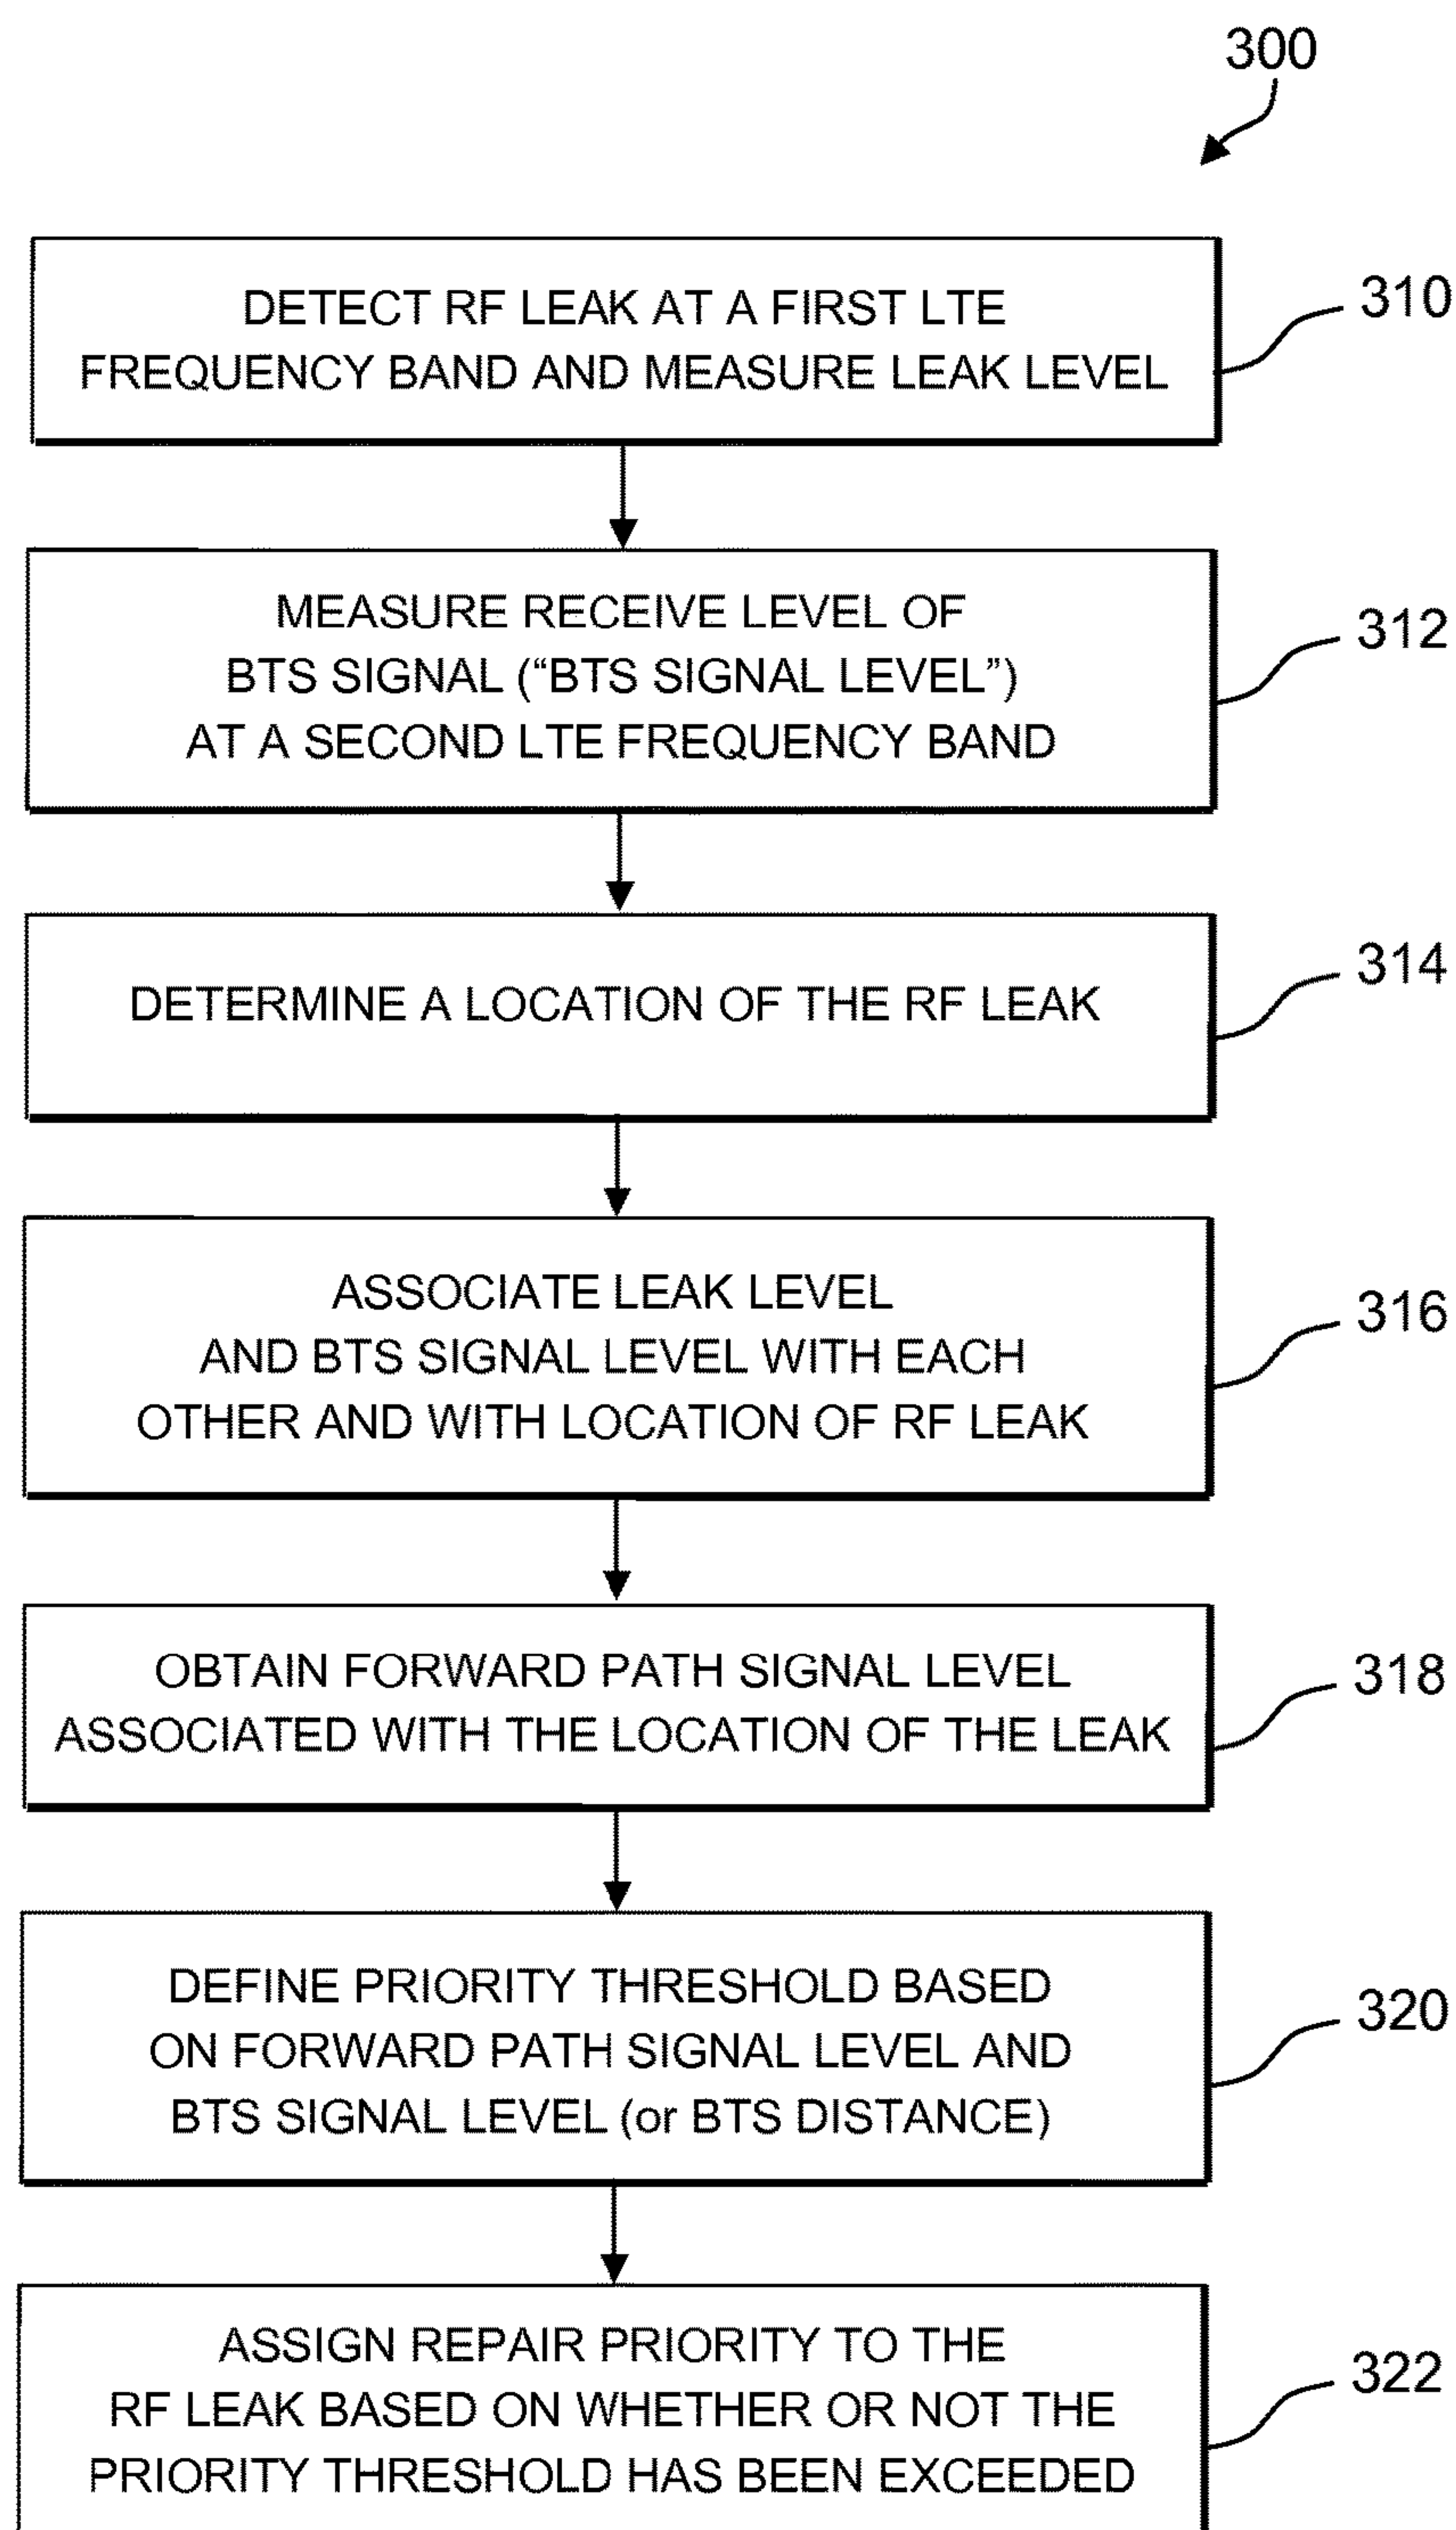 300
DETECT RF LEAK AT A FIRST LTE
FREQUENCY BAND AND MEASURE LEAK LEVEL
310
MEASURE RECEIVE LEVEL OF
BTS SIGNAL (“BTS SIGNAL LEVEL”)
AT A SECOND LTE FREQUENCY BAND
312
DETERMINE A LOCATION OF THE RF LEAK
314
ASSOCIATE LEAK LEVEL
AND BTS SIGNAL LEVEL WITH EACH
OTHER AND WITH LOCATION OF RF LEAK
316
OBTAIN FORWARD PATH SIGNAL LEVEL
ASSOCIATED WITH THE LOCATION OF THE LEAK
318
DEFINE PRIORITY THRESHOLD BASED
ON FORWARD PATH SIGNAL LEVEL AND
BTS SIGNAL LEVEL (or BTS DISTANCE)
320
ASSIGN REPAIR PRIORITY TO THE
RF LEAK BASED ON WHETHER OR NOT THE
PRIORITY THRESHOLD HAS BEEN EXCEEDED
322